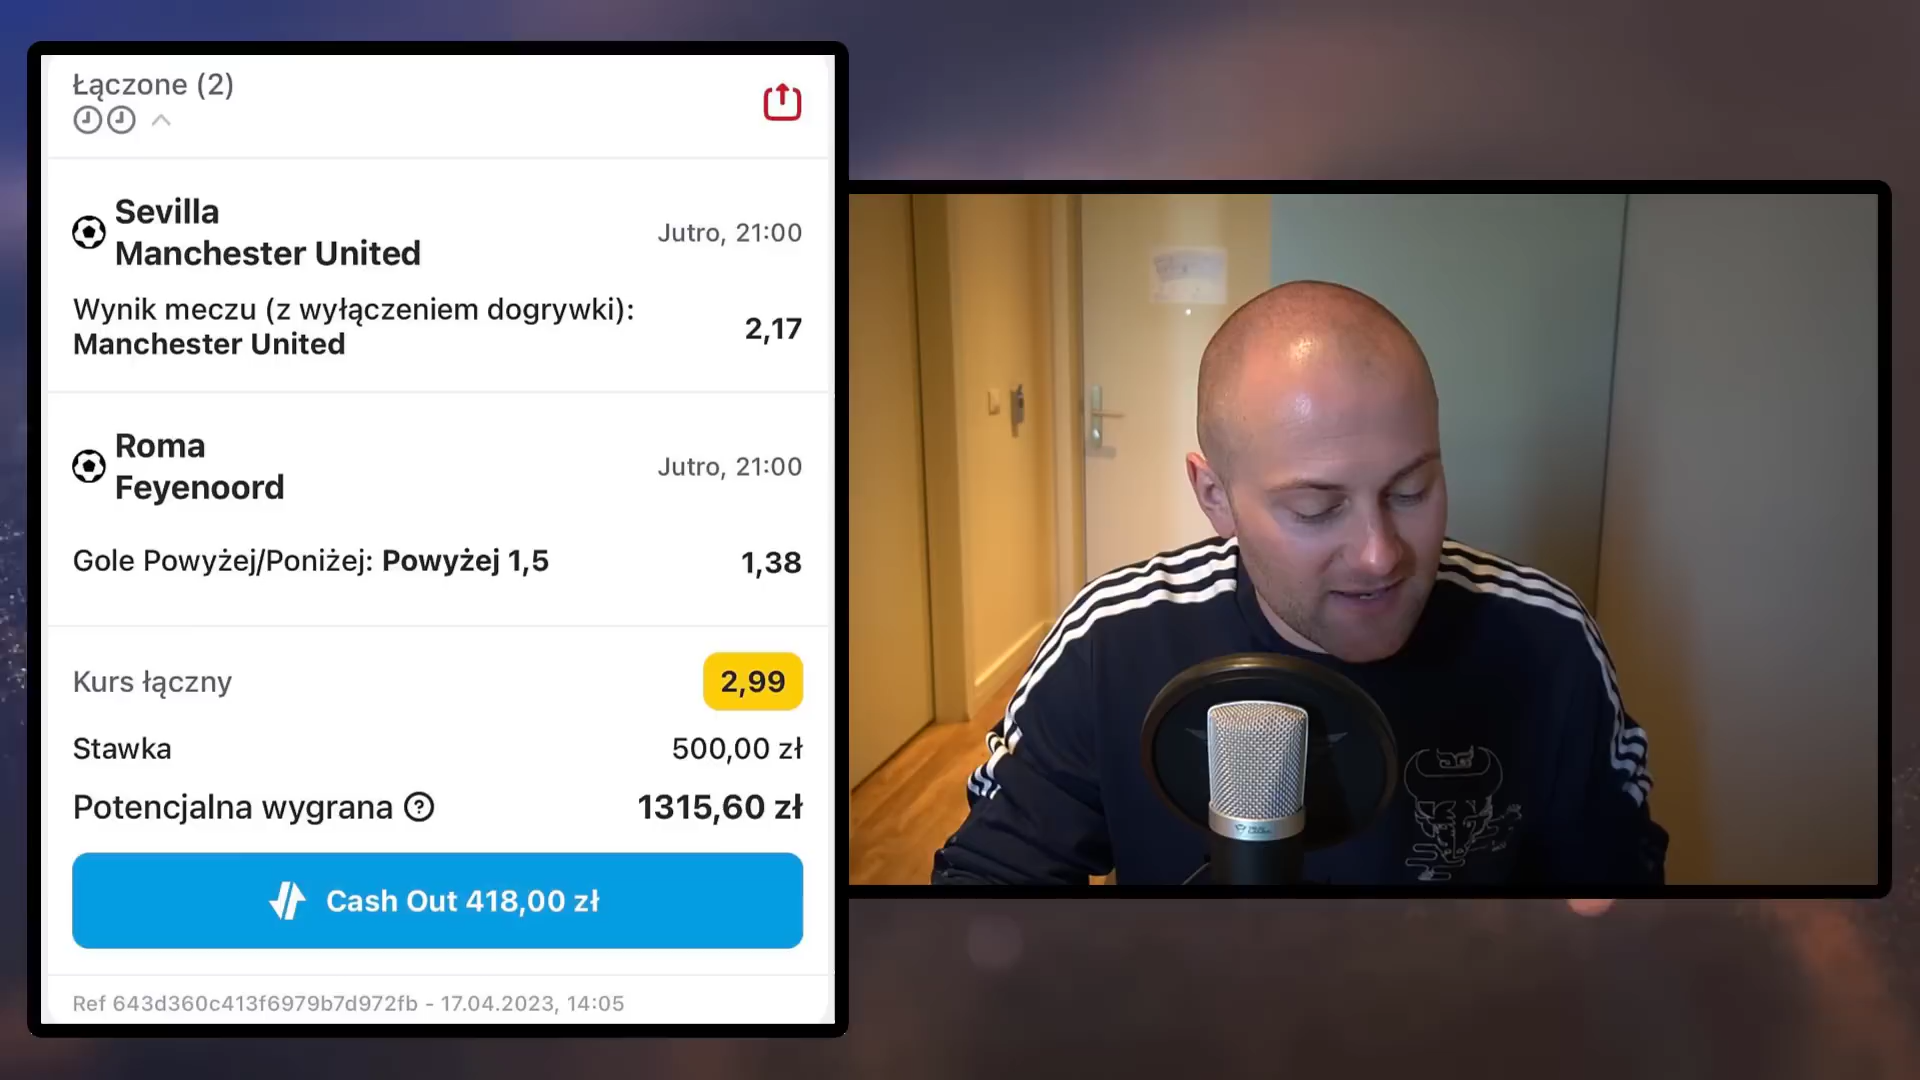 Łączone (2)
Sevilla
Manchester United
Jutro, 21:00
Wynik meczu (z wyłączeniem dogrywki):
Manchester United
2,17
Roma
Feyenoord
Jutro, 21:00
Gole Powyżej/Poniżej: Powyżej 1,5
1,38
Kurs łączny
2,99
Stawka
500,00 zł
Potencjalna wygrana ?
1315,60 zł
Cash Out 418,00 zł
Ref 643d360c413f6979b7d972fb - 17.04.2023, 14:05